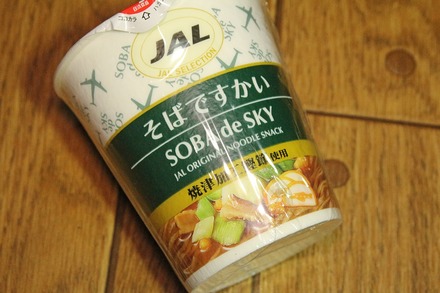 JAL
JAL SELECTION
SOBA de SKY
そばですかい
SOBA de SKY
JAL ORIGINAL NOODLE SNACK
焼津加
使用